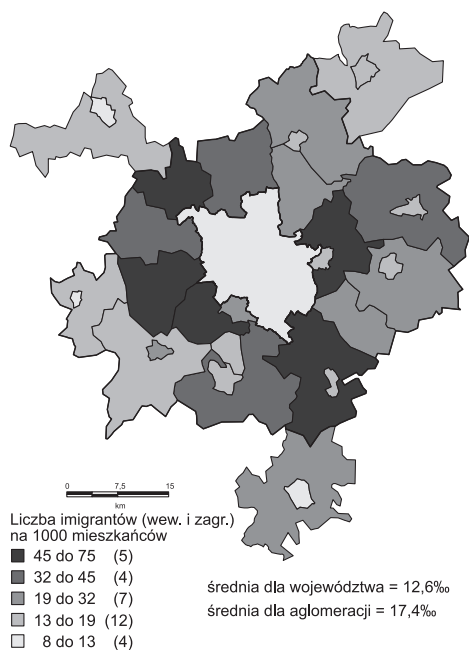 0 7,5 15
km
Liczba imigrantów (wew. i zagr.)
na 1000 mieszkańców
45 do 75 (5)
32 do 45 (4)
19 do 32 (7)
13 do 19 (12)
8 do 13 (4)
średnia dla województwa = 12,6‰
średnia dla aglomeracji = 17,4‰